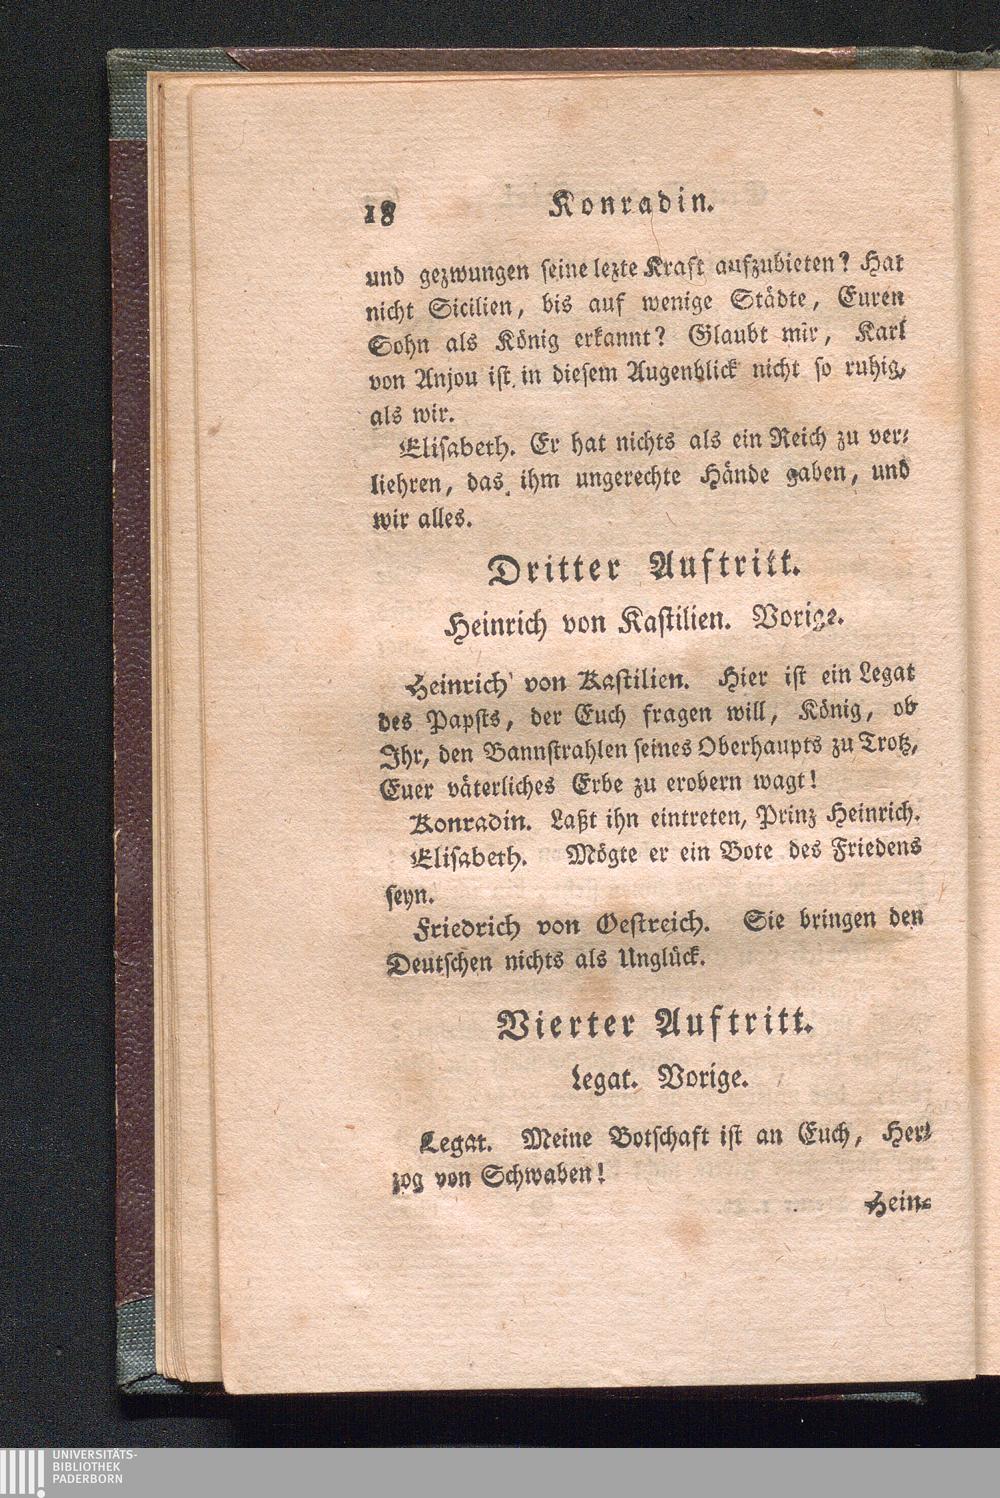 18 Konradin.
und gezwungen seine lezte Kraft aufzubieten? Hat
nicht Sicilien, bis auf wenige Städte, Euren
Sohn als König erkannt? Glaubt mir, Karl
von Anjou ist in diesem Augenblick nicht so ruhig,
als wir.
Elisabeth. Er hat nichts als ein Reich zu ver-
liehren, das ihm ungerechte Hände gaben, und
wir alles.
Dritter Auftritt.
Heinrich von Kastilien. Vorige.
Heinrich von Kastilien. Hier ist ein Legat
des Papsts, der Euch fragen will, König, ob
Ihr, den Bannstrahlen seines Oberhaupts zu Trotz,
Euer väterliches Erbe zu erobern wagt!
Konradin. Laßt ihn eintreten, Prinz Heinrich.
Elisabeth. Mögte er ein Bote des Friedens
seyn.
Friedrich von Oestreich. Sie bringen den
Deutschen nichts als Unglück.
Vierter Auftritt.
Legat. Vorige.
Legat. Meine Botschaft ist an Euch, Her-
zog von Schwaben!
Hein-
UNIVERSITÄTS-
BIBLIOTHEK
PADERBORN